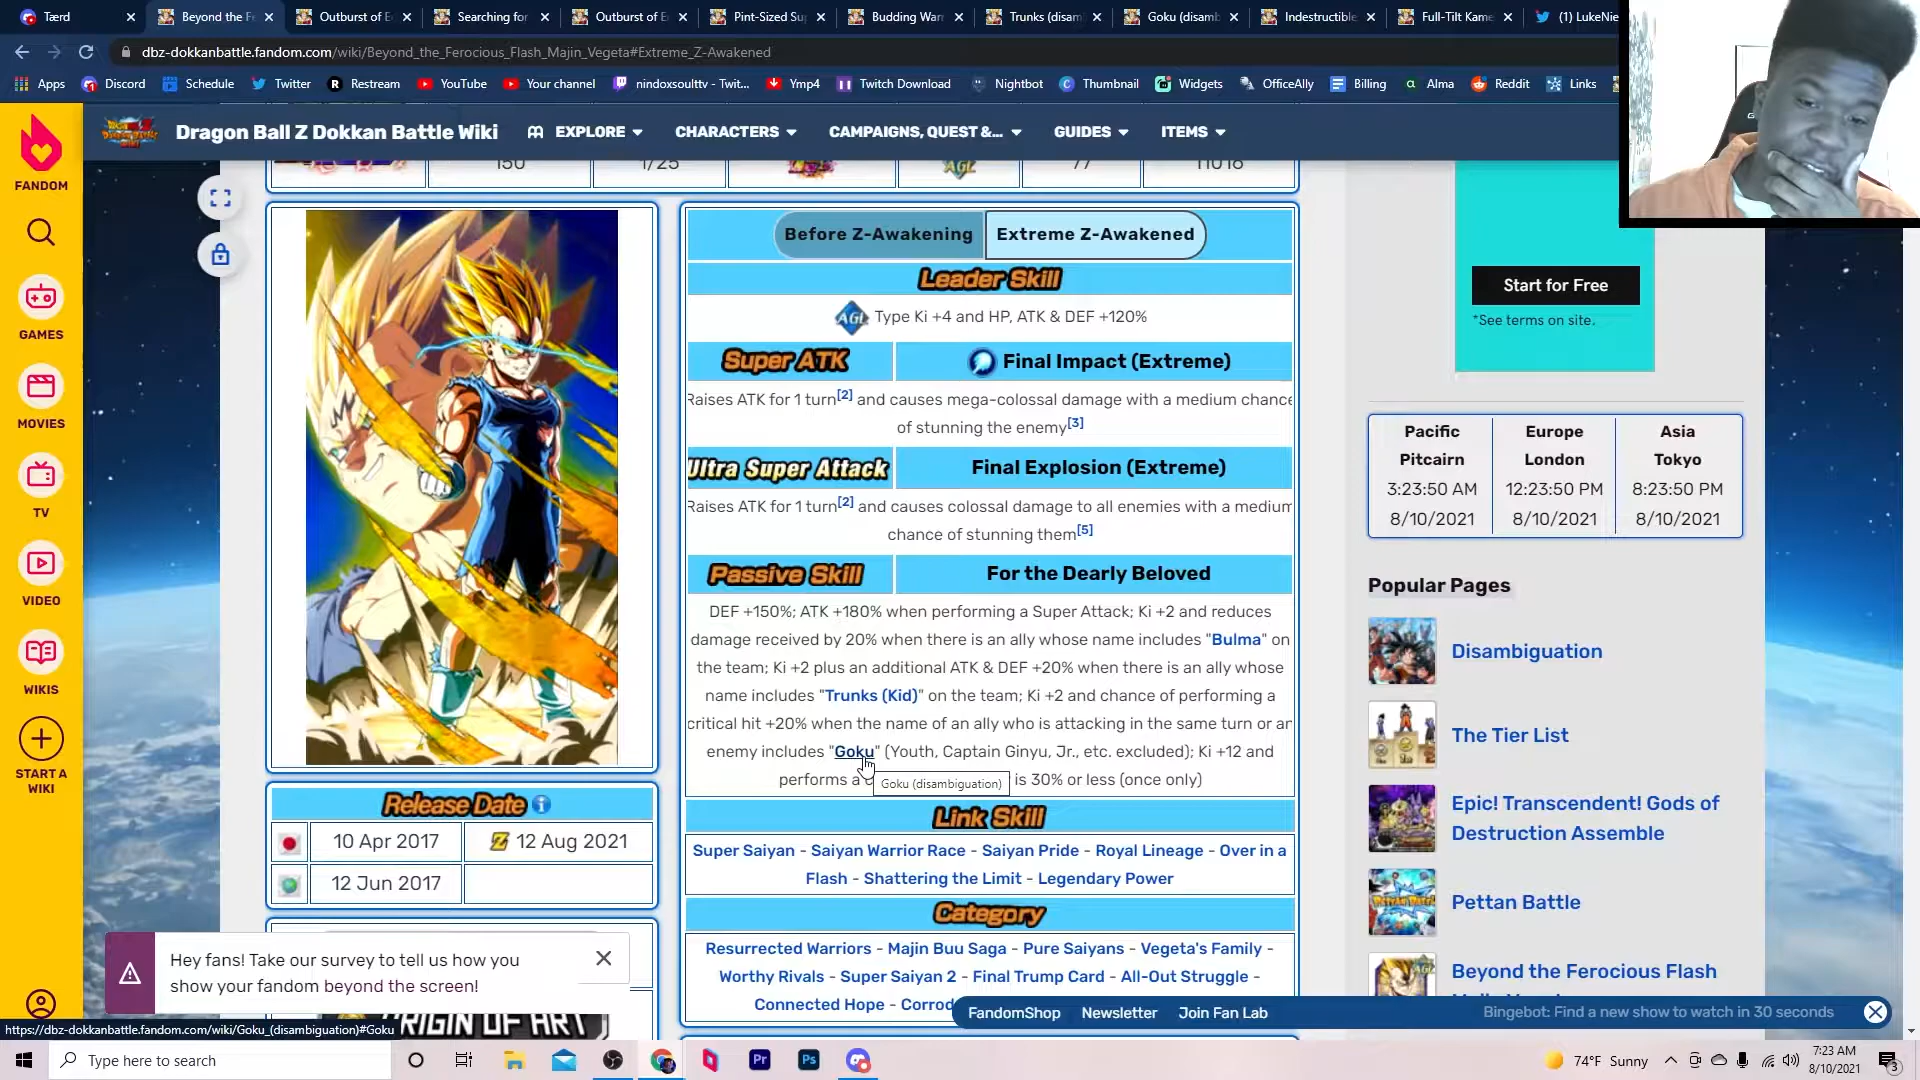 Tærd
Beyond the Fe
Outburst of E
Searching for
Outburst of E
Pint-Sized Su
Budding War
Trunks (disam
Goku (disamb
Indestructible
Full-Tilt Kame
(1) LukeNie
dbz-dokkanbattle.fandom.com/wiki/Beyond_the_Ferocious_Flash_Majin_Vegeta#Extreme_Z-Awakened
Apps Discord Schedule Twitter Restream YouTube Your channel nindoxsoulttv - Twit... Ymp4 Twitch Download Nightbot Thumbnail Widgets OfficeAlly Billing Alma Reddit Links
FANDOM
GAMES
MOVIES
TV
VIDEO
WIKIS
START A
WIKI
Dragon Ball Z Dokkan Battle Wiki
EXPLORE CHARACTERS CAMPAIGNS, QUEST &... GUIDES ITEMS
150 1/25 77 11016
Before Z-Awakening Extreme Z-Awakened
Leader Skill
AGL Type Ki +4 and HP, ATK & DEF +120%
Super ATK Final Impact (Extreme)
Raises ATK for 1 turn[2] and causes mega-colossal damage with a medium chance
of stunning the enemy[3]
Ultra Super Attack Final Explosion (Extreme)
Raises ATK for 1 turn[2] and causes colossal damage to all enemies with a medium
chance of stunning them[5]
Passive Skill For the Dearly Beloved
DEF +150%; ATK +180% when performing a Super Attack; Ki +2 and reduces
damage received by 20% when there is an ally whose name includes "Bulma" on
the team; Ki +2 plus an additional ATK & DEF +20% when there is an ally whose
name includes "Trunks (Kid)" on the team; Ki +2 and chance of performing a
critical hit +20% when the name of an ally who is attacking in the same turn or an
enemy includes "Goku" (Youth, Captain Ginyu, Jr., etc. excluded); Ki +12 and
performs a is 30% or less (once only)
Goku (disambiguation)
Link Skill
Super Saiyan - Saiyan Warrior Race - Saiyan Pride - Royal Lineage - Over in a
Flash - Shattering the Limit - Legendary Power
Category
Resurrected Warriors - Majin Buu Saga - Pure Saiyans - Vegeta's Family -
Worthy Rivals - Super Saiyan 2 - Final Trump Card - All-Out Struggle -
Connected Hope - Corrod
Release Date
10 Apr 2017 Z 12 Aug 2021
12 Jun 2017
Hey fans! Take our survey to tell us how you
show your fandom beyond the screen!
ORIGIN OF ART
Start for Free
*See terms on site.
Pacific Europe Asia
Pitcairn London Tokyo
3:23:50 AM 12:23:50 PM 8:23:50 PM
8/10/2021 8/10/2021 8/10/2021
Popular Pages
Disambiguation
The Tier List
Epic! Transcendent! Gods of
Destruction Assemble
Pettan Battle
Beyond the Ferocious Flash
FandomShop Newsletter Join Fan Lab
Bingebot: Find a new show to watch in 30 seconds
https://dbz-dokkanbattle.fandom.com/wiki/Goku_(disambiguation)#Goku
Type here to search
Pr
Ps
74°F Sunny
7:23 AM
8/10/2021
3